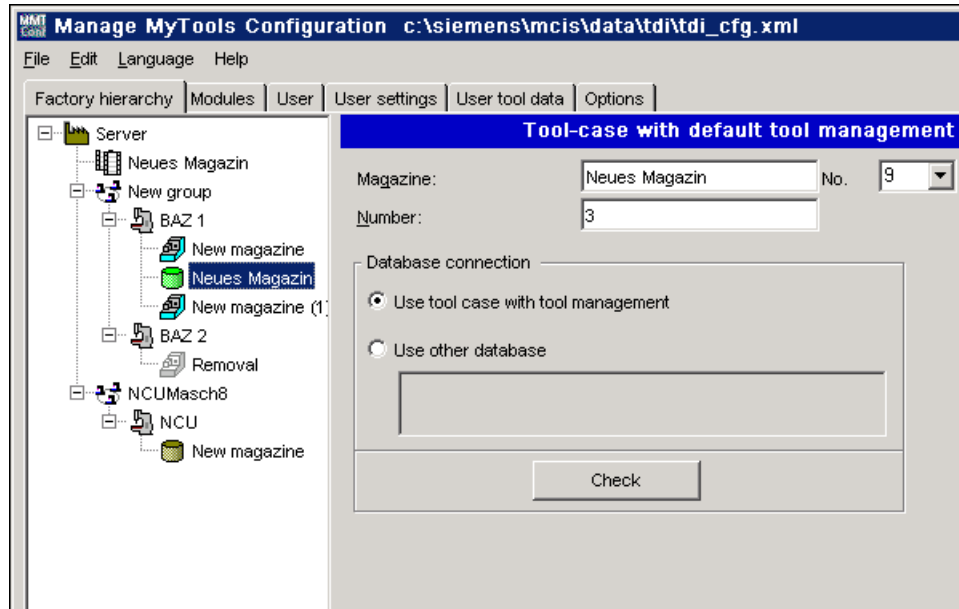 MMT
Conf
Manage MyTools Configuration c:\siemens\mcis\data\tdi\tdi_cfg.xml
File Edit Language Help
Factory hierarchy Modules User User settings User tool data Options
Server
Neues Magazin
New group
BAZ 1
New magazine
Neues Magazin
New magazine (1
BAZ 2
Removal
NCUMasch8
NCU
New magazine
Tool-case with default tool management
Magazine: Neues Magazin No. 9
Number: 3
Database connection
Use tool case with tool management
Use other database
Check